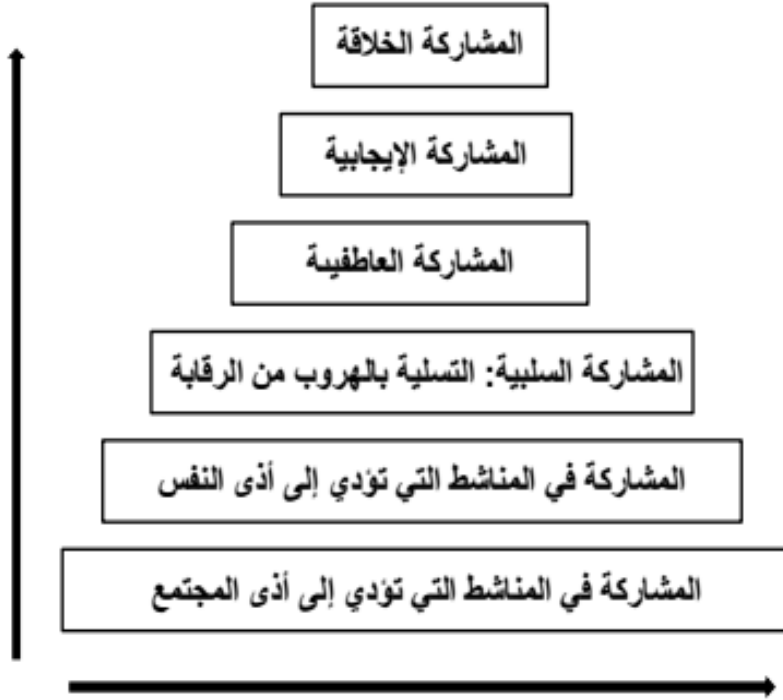 المشاركة الخلاقة
المشاركة الإيجابية
المشاركة العاطفيية
المشاركة السلبية: التسلية بالهروب من الرقابة
المشاركة في المناشط التي تؤدي إلى أذى النفس
المشاركة في المناشط التي تؤدي إلى أذى المجتمع